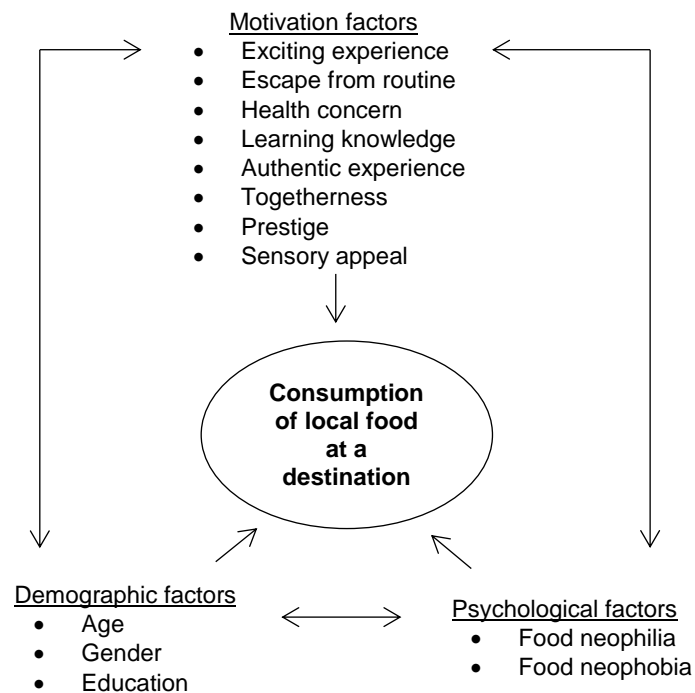 Motivation factors
• Exciting experience
• Escape from routine
• Health concern
• Learning knowledge
• Authentic experience
• Togetherness
• Prestige
• Sensory appeal
Consumption
of local food
at a
destination
Demographic factors
• Age
• Gender
• Education
Psychological factors
• Food neophilia
• Food neophobia